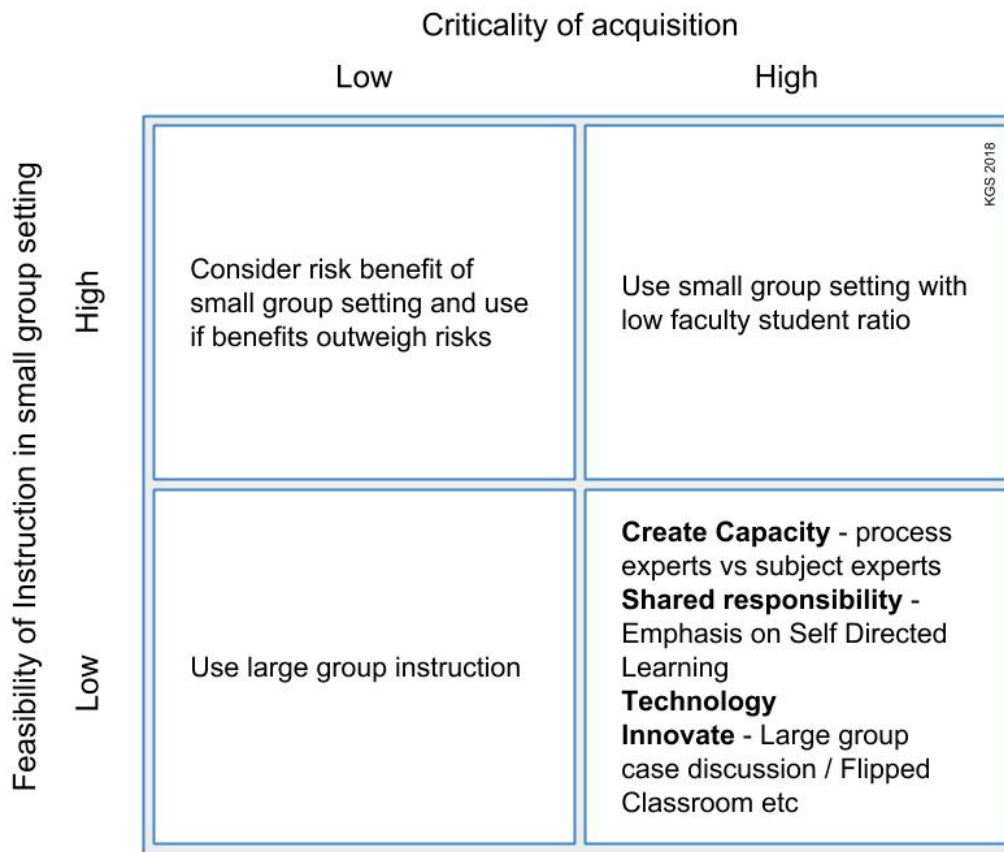 Criticality of acquisition
Low
High
Feasibility of Instruction in small group setting
High
Consider risk benefit of
small group setting and use
if benefits outweigh risks
Use small group setting with
low faculty student ratio
KGS 2018
Low
Use large group instruction
Create Capacity - process
experts vs subject experts
Shared responsibility -
Emphasis on Self Directed
Learning
Technology
Innovate - Large group
case discussion / Flipped
Classroom etc